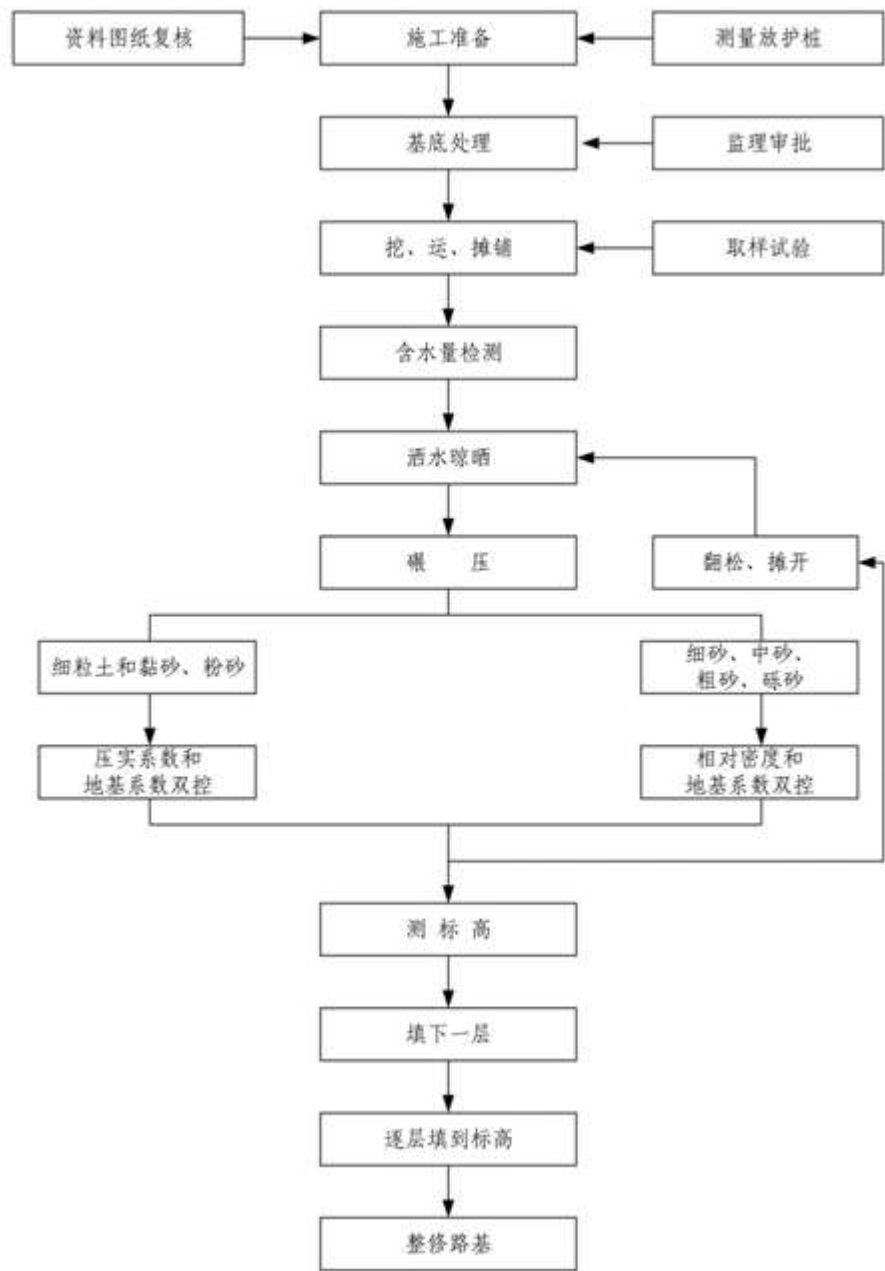 资料图纸复核
施工准备
测量放护桩
基底处理
监理审批
挖、运、摊铺
取样试验
含水量检测
洒水晾晒
碾 压
翻松、摊开
细粒土和黏砂、粉砂
细砂、中砂、
粗砂、砾砂
压实系数和
地基系数双控
相对密度和
地基系数双控
测 标 高
填下一层
逐层填到标高
整修路基